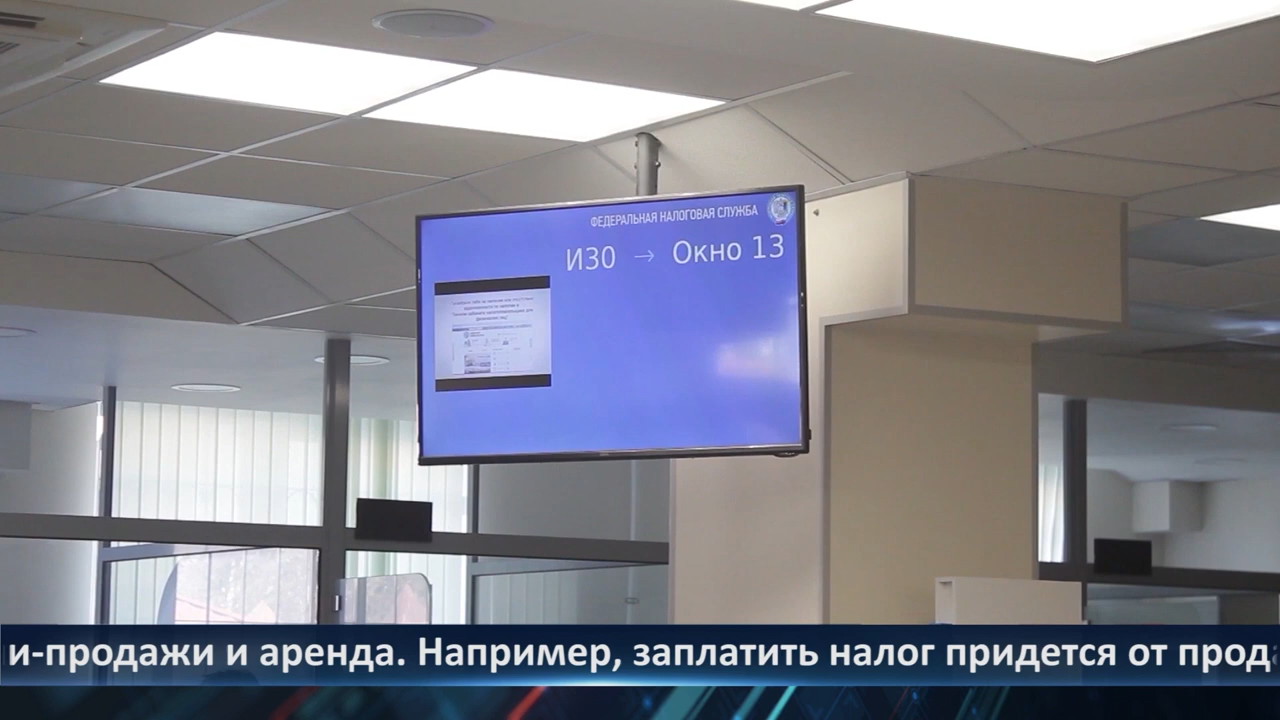 ФЕДЕРАЛЬНАЯ НАЛОГОВАЯ СЛУЖБА
И30 → Окно 13
и-продажи и аренда. Например, заплатить налог придется от прод